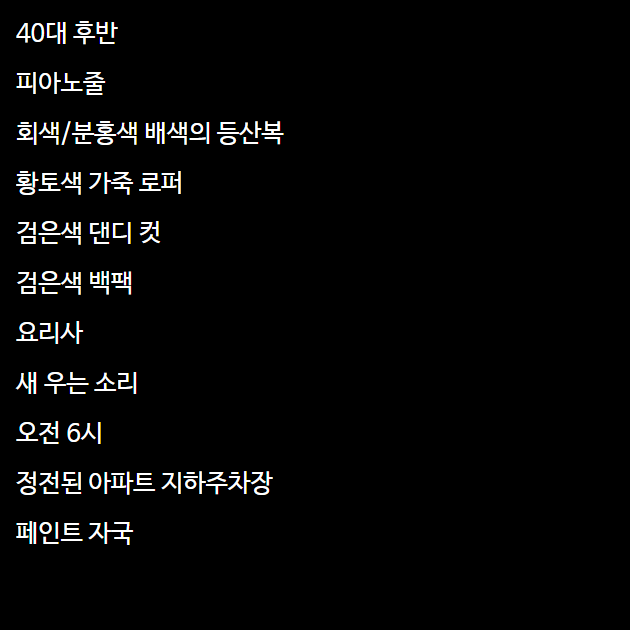 40대 후반
피아노줄
회색/분홍색 배색의 등산복
황토색 가죽 로퍼
검은색 댄디 컷
검은색 백팩
요리사
새 우는 소리
오전 6시
정전된 아파트 지하주차장
페인트 자국